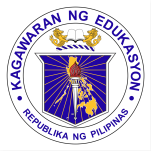 • KAGAWARAN NG EDUKASYON •
REPUBLIKA NG PILIPINAS